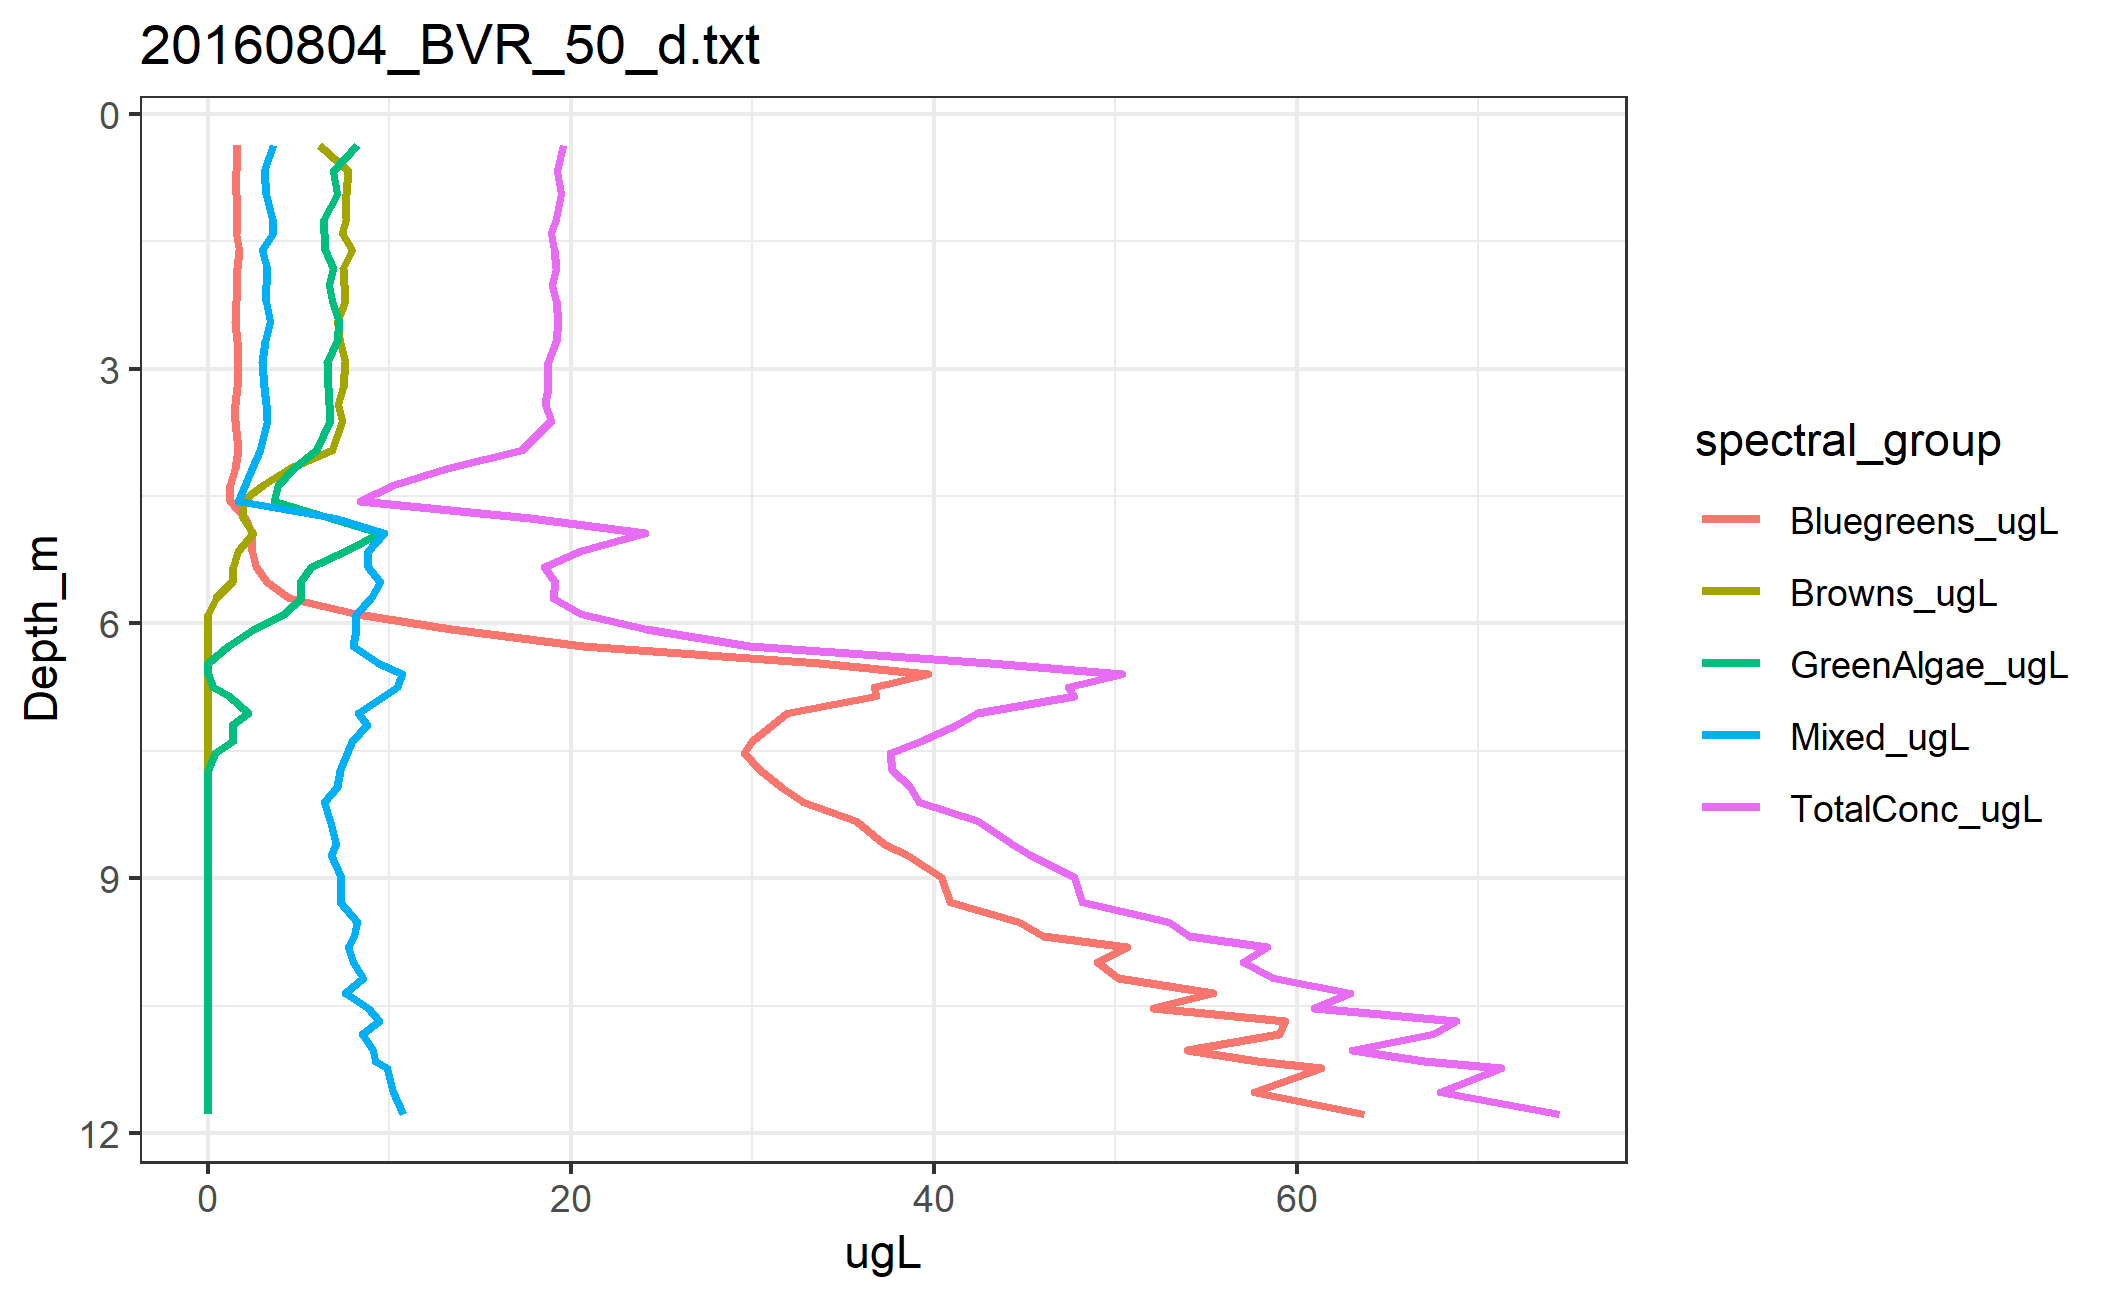 20160804_BVR_50_d.txt
0
3
6
9
12
Depth_m
0 20 40 60
ugL
spectral_group
Bluegreens_ugL
Browns_ugL
GreenAlgae_ugL
Mixed_ugL
TotalConc_ugL